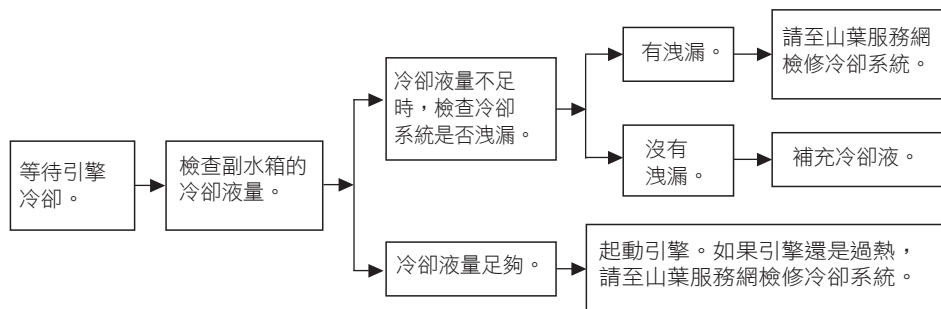 等待引擎
冷卻。
檢查副水箱的
冷卻液量。
冷卻液量不足
時，檢查冷卻
系統是否洩漏。
有洩漏。
請至山葉服務網
檢修冷卻系統。
沒有
洩漏。
補充冷卻液。
冷卻液量足夠。
起動引擎。如果引擎還是過熱，
請至山葉服務網檢修冷卻系統。